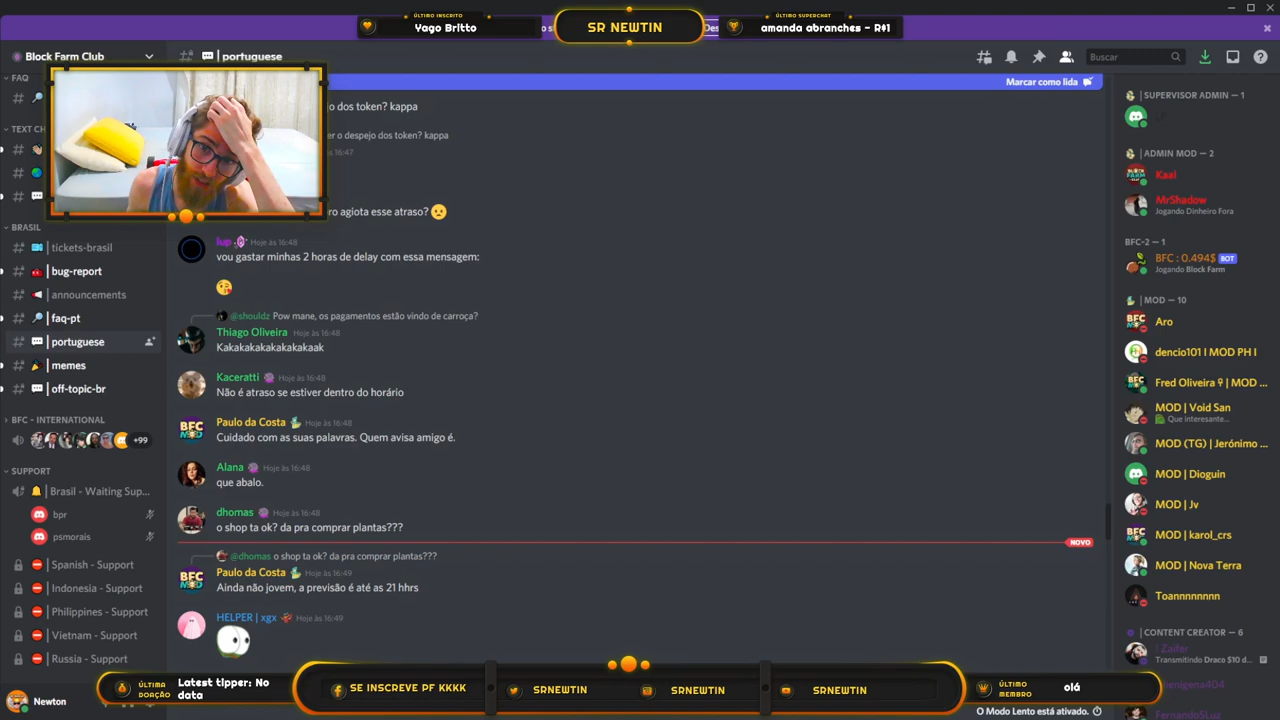 ÚLTIMO INSCRITO
Yago Britto
SR NEWTIN
ÚLTIMO SUPERCHAT
amanda abranches - R$1
Block Farm Club
portuguese
Buscar
Marcar como lida
FAQ
TEXT CH
o dos token? kappa
er o despejo dos token? kappa
às 16:47
ro agiota esse atraso?
BRASIL
tickets-brasil
bug-report
announcements
faq-pt
portuguese
memes
off-topic-br
BFC - INTERNATIONAL
+99
SUPPORT
Brasil - Waiting Sup...
bpr
psmorais
Spanish - Support
Indonesia - Support
Philippines - Support
Vietnam - Support
Russia - Support
Newton
lup Hoje às 16:48
vou gastar minhas 2 horas de delay com essa mensagem:
@shouldz Pow mane, os pagamentos estão vindo de carroça?
Thiago Oliveira Hoje às 16:48
Kakakakakakakakaak
Kaceratti Hoje às 16:48
Não é atraso se estiver dentro do horário
Paulo da Costa Hoje às 16:48
BFC MOD
Cuidado com as suas palavras. Quem avisa amigo é.
Alana Hoje às 16:48
que abalo.
dhomas Hoje às 16:48
o shop ta ok? da pra comprar plantas???
NOVO
@dhomas o shop ta ok? da pra comprar plantas???
Paulo da Costa Hoje às 16:49
BFC MOD
Ainda não jovem, a previsão é até as 21 hhrs
HELPER | xgx Hoje às 16:49
| SUPERVISOR ADMIN — 1
| ADMIN MOD — 2
Kaal
MrShadow
Jogando Dinheiro Fora
BFC-2 — 1
BFC : 0.494$ BOT
Jogando Block Farm
| MOD — 10
Aro
dencio101 I MOD PH I
Fred Oliveira | MOD ...
MOD | Void San
Que interesante...
MOD (TG) | Jerónimo ...
MOD | Dioguin
MOD | Jv
MOD | karol_crs
MOD | Nova Terra
Toannnnnnn
| CONTENT CREATOR — 6
! Zaifer
Transmitindo Draco $10 d...
alienigena404
FernandoSLuz
ÚLTIMA DOAÇÃO
Latest tipper: No data
SE INSCREVE PF KKKK
SRNEWTIN
SRNEWTIN
SRNEWTIN
ÚLTIMO MEMBRO
olá
O Modo Lento está ativado.